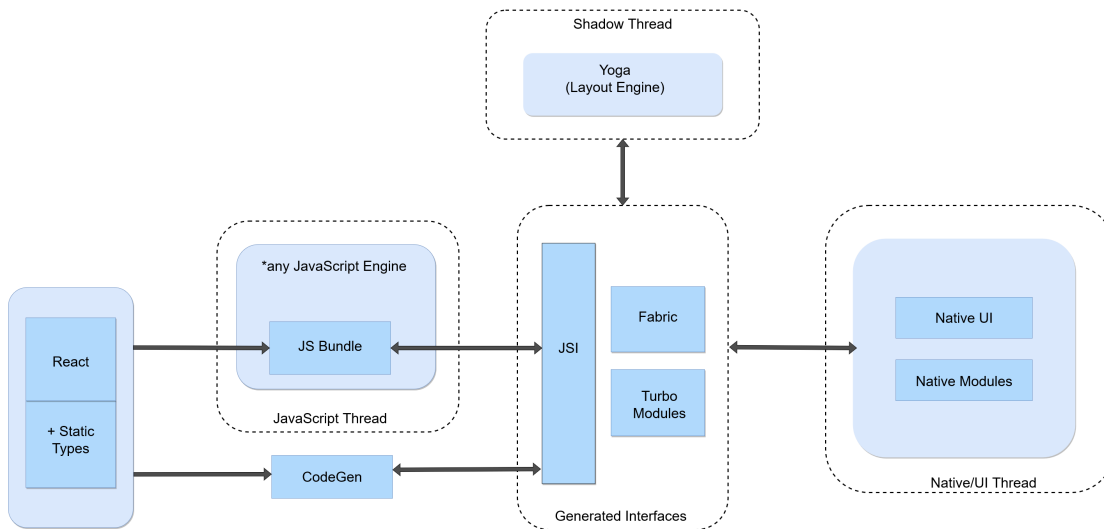 Shadow Thread
Yoga
(Layout Engine)
*any JavaScript Engine
JS Bundle
JavaScript Thread
React
+ Static
Types
CodeGen
JSI
Fabric
Turbo
Modules
Generated Interfaces
Native UI
Native Modules
Native/UI Thread